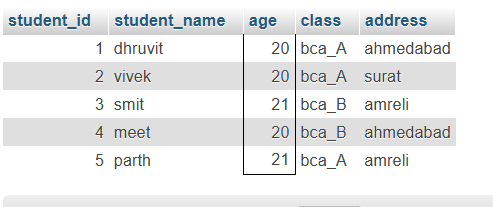 student_id student_name age class address
1 dhruvit 20 bca_A ahmedabad
2 vivek 20 bca_A surat
3 smit 21 bca_B amreli
4 meet 20 bca_B ahmedabad
5 parth 21 bca_A amreli